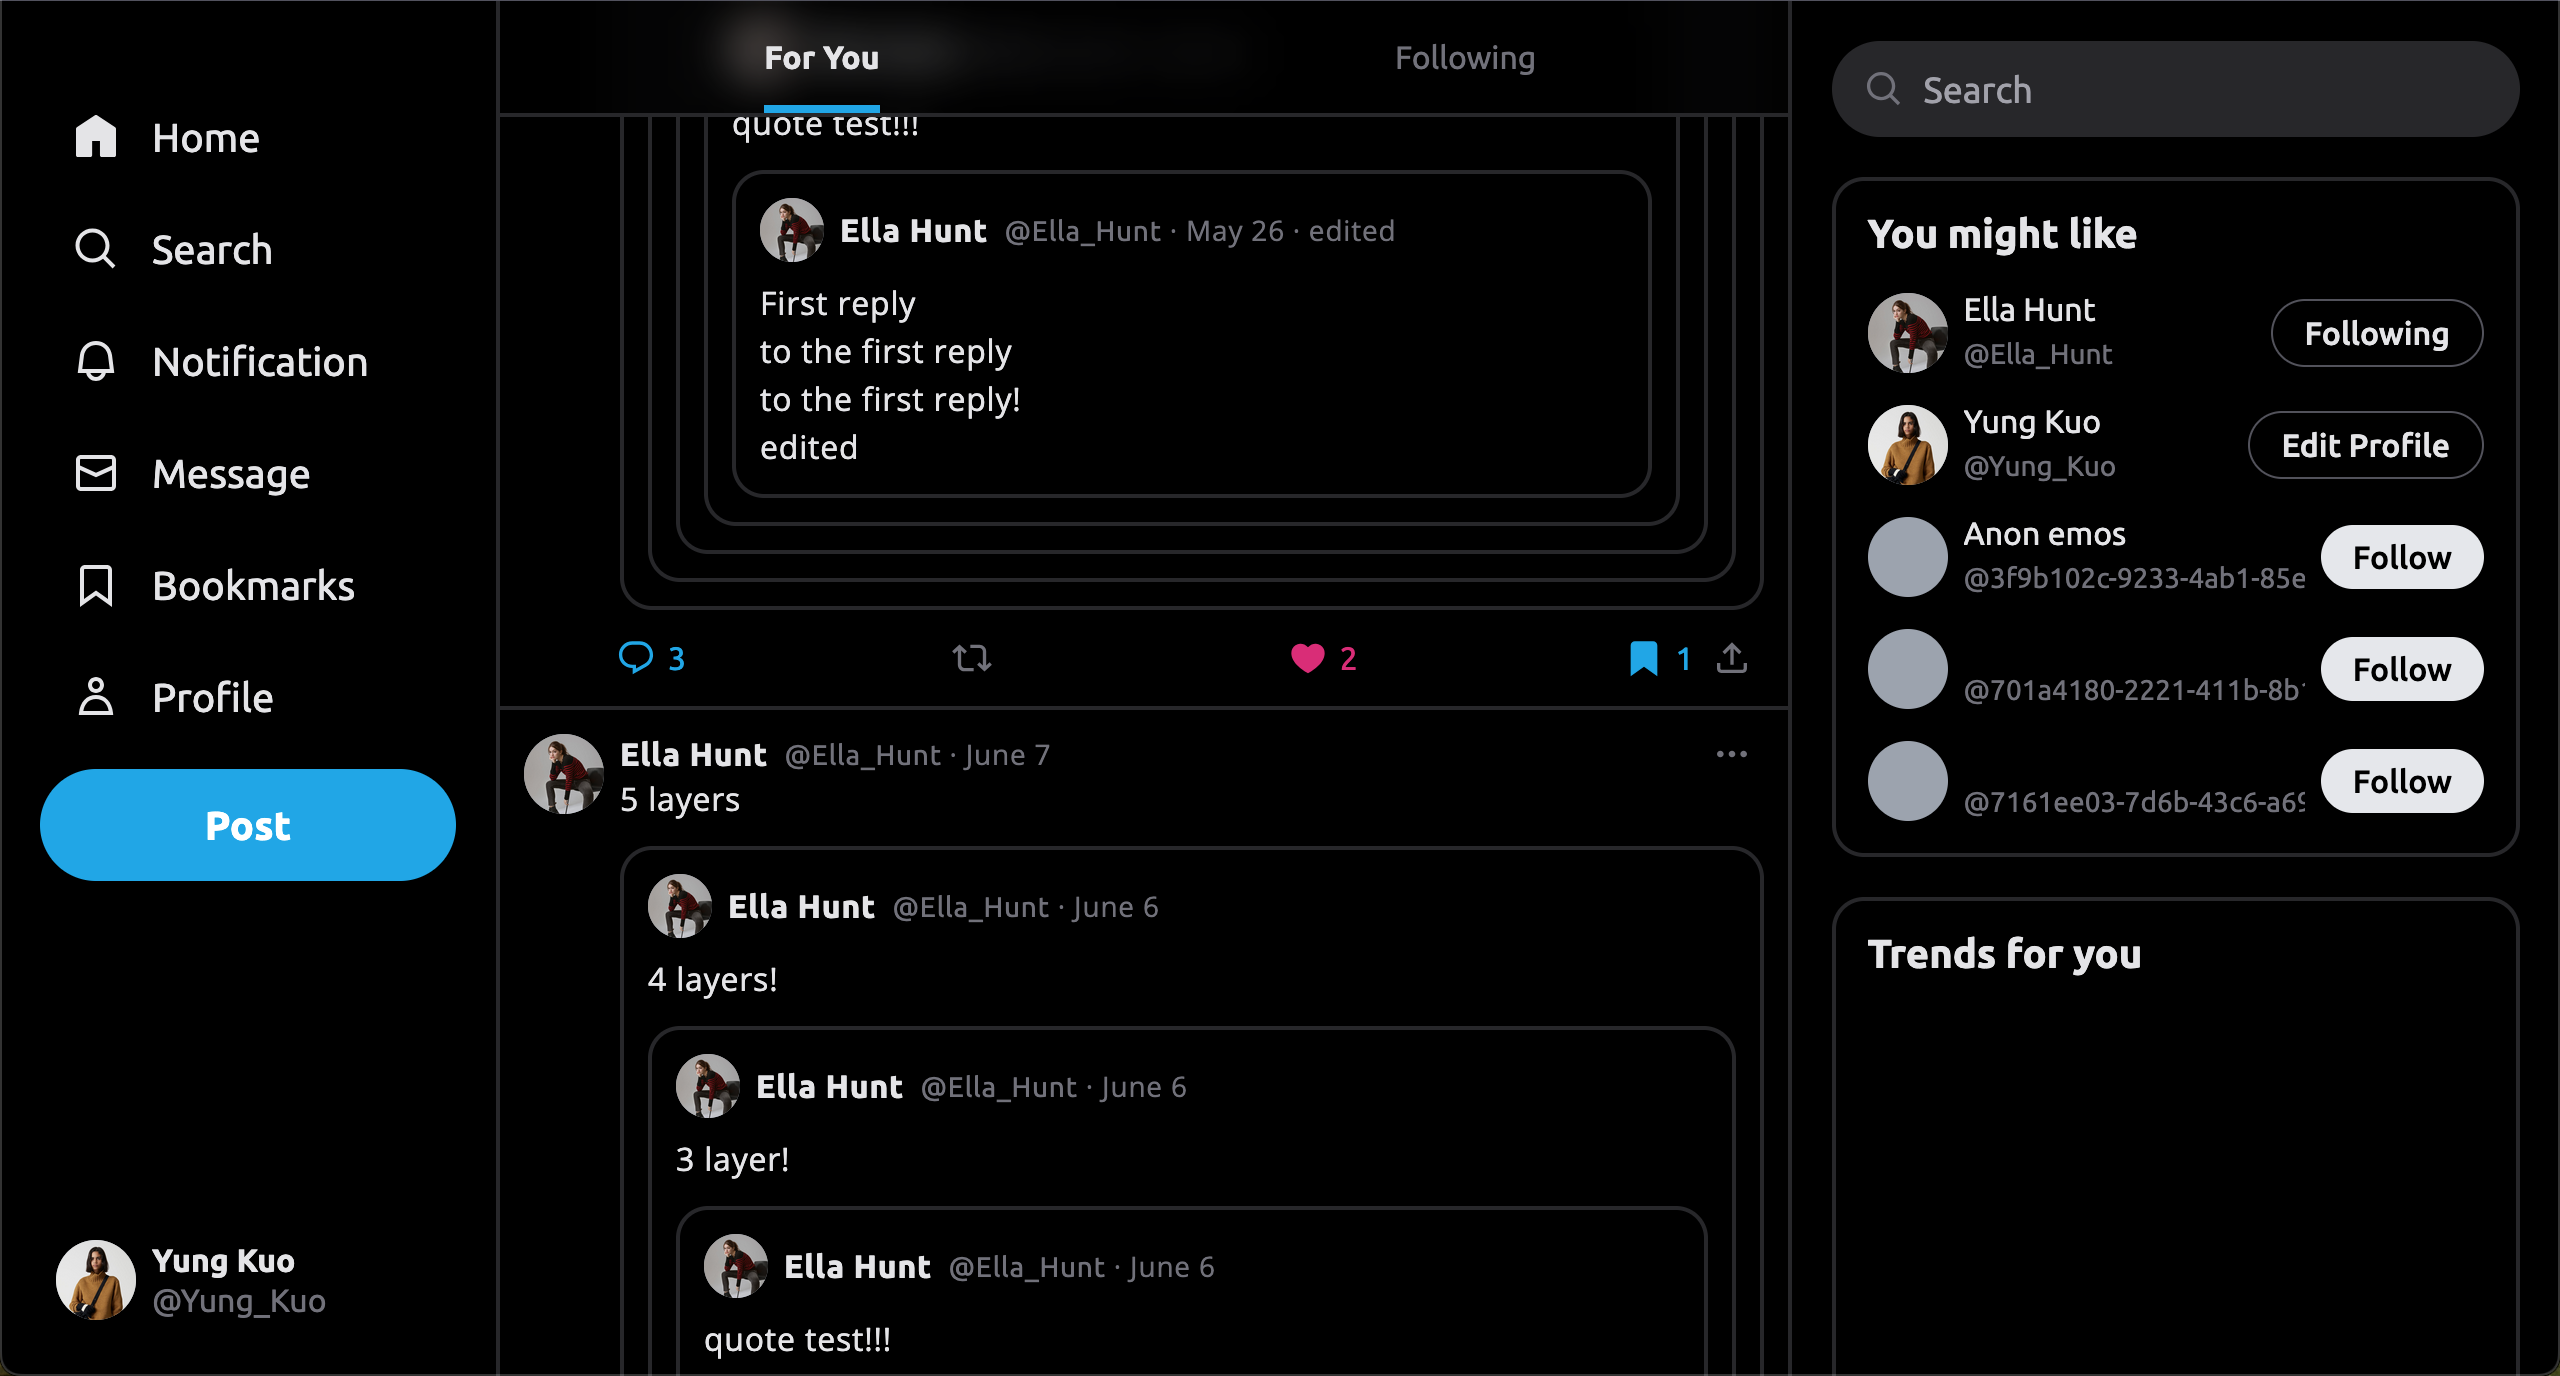 Home
Search
Notification
Message
Bookmarks
Profile
Post
Yung Kuo
@Yung_Kuo
For You
Following
quote test!!!
Ella Hunt @Ella_Hunt · May 26 · edited
First reply
to the first reply
to the first reply!
edited
3
2
1
Ella Hunt @Ella_Hunt · June 7
5 layers
Ella Hunt @Ella_Hunt · June 6
4 layers!
Ella Hunt @Ella_Hunt · June 6
3 layer!
Ella Hunt @Ella_Hunt · June 6
quote test!!!
Search
You might like
Ella Hunt
@Ella_Hunt
Following
Yung Kuo
@Yung_Kuo
Edit Profile
Anon emos
@3f9b102c-9233-4ab1-85e
Follow
@701a4180-2221-411b-8b1
Follow
@7161ee03-7d6b-43c6-a69
Follow
Trends for you